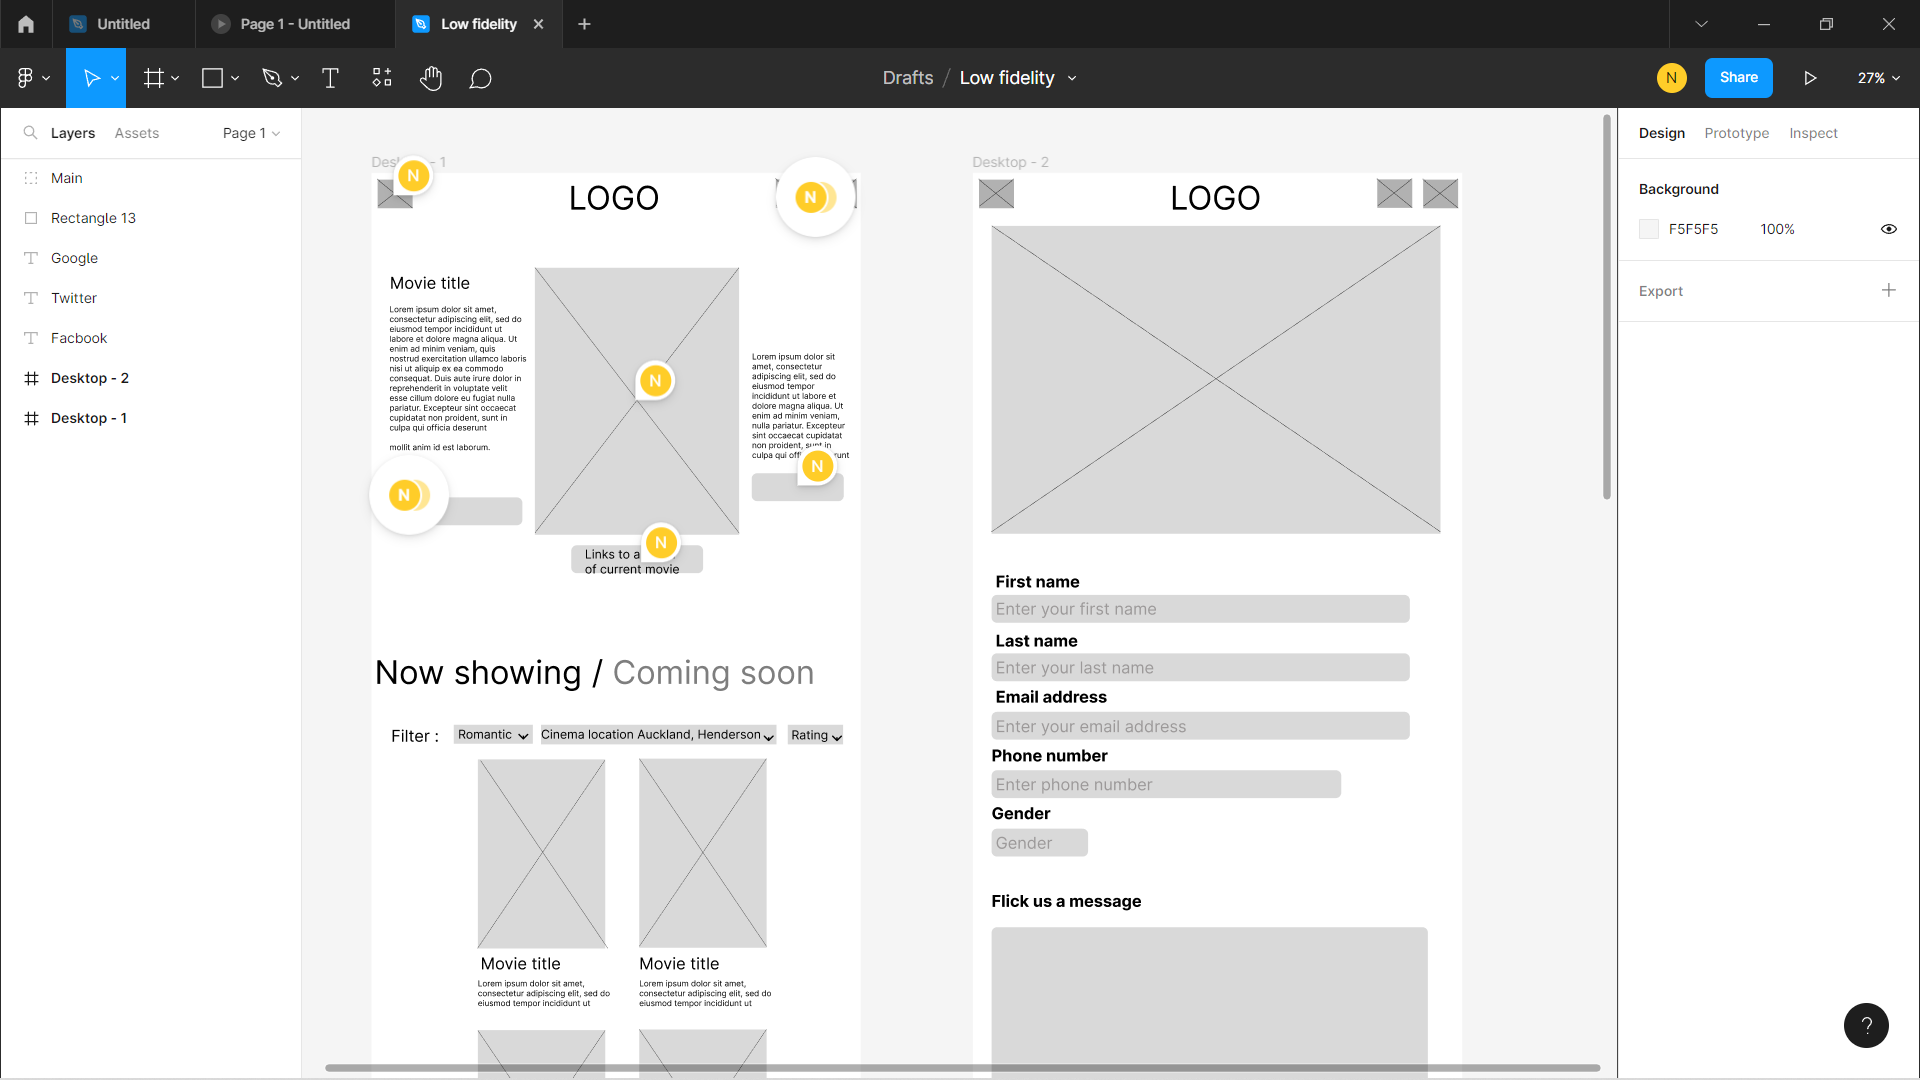 Untitled
Page 1 - Untitled
Low fidelity
Drafts / Low fidelity
N
Share
27%
Layers
Assets
Page 1
Main
Rectangle 13
Google
Twitter
Facbook
Desktop - 2
Desktop - 1
- 1
N
LOGO
N
Movie title
Lorem ipsum dolor sit amet,
consectetur adipiscing elit, sed do
eiusmod tempor incididunt ut
labore et dolore magna aliqua. Ut
enim ad minim veniam, quis
nostrud exercitation ullamco laboris
nisi ut aliquip ex ea commodo
consequat. Duis aute irure dolor in
reprehenderit in voluptate velit
esse cillum dolore eu fugiat nulla
pariatur. Excepteur sint occaecat
cupidatat non proident, sunt in
culpa qui officia deserunt
mollit anim id est laborum.
N
N
Lorem ipsum dolor sit
amet, consectetur
adipiscing elit, sed do
eiusmod tempor
incididunt ut labore et
dolore magna aliqua. Ut
enim ad minim veniam,
nulla pariatur. Excepteur
sint occaecat cupidatat
non proident, sunt in
culpa qui
N
N
Links to a
of current movie
Now showing / Coming soon
Filter :
Romantic
Cinema location Auckland, Henderson
Rating
Movie title
Lorem ipsum dolor sit amet,
consectetur adipiscing elit, sed do
eiusmod tempor incididunt ut
Movie title
Lorem ipsum dolor sit amet,
consectetur adipiscing elit, sed do
eiusmod tempor incididunt ut
Desktop - 2
LOGO
First name
Enter your first name
Last name
Enter your last name
Email address
Enter your email address
Phone number
Enter phone number
Gender
Gender
Flick us a message
Design
Prototype
Inspect
Background
F5F5F5
100%
Export
?